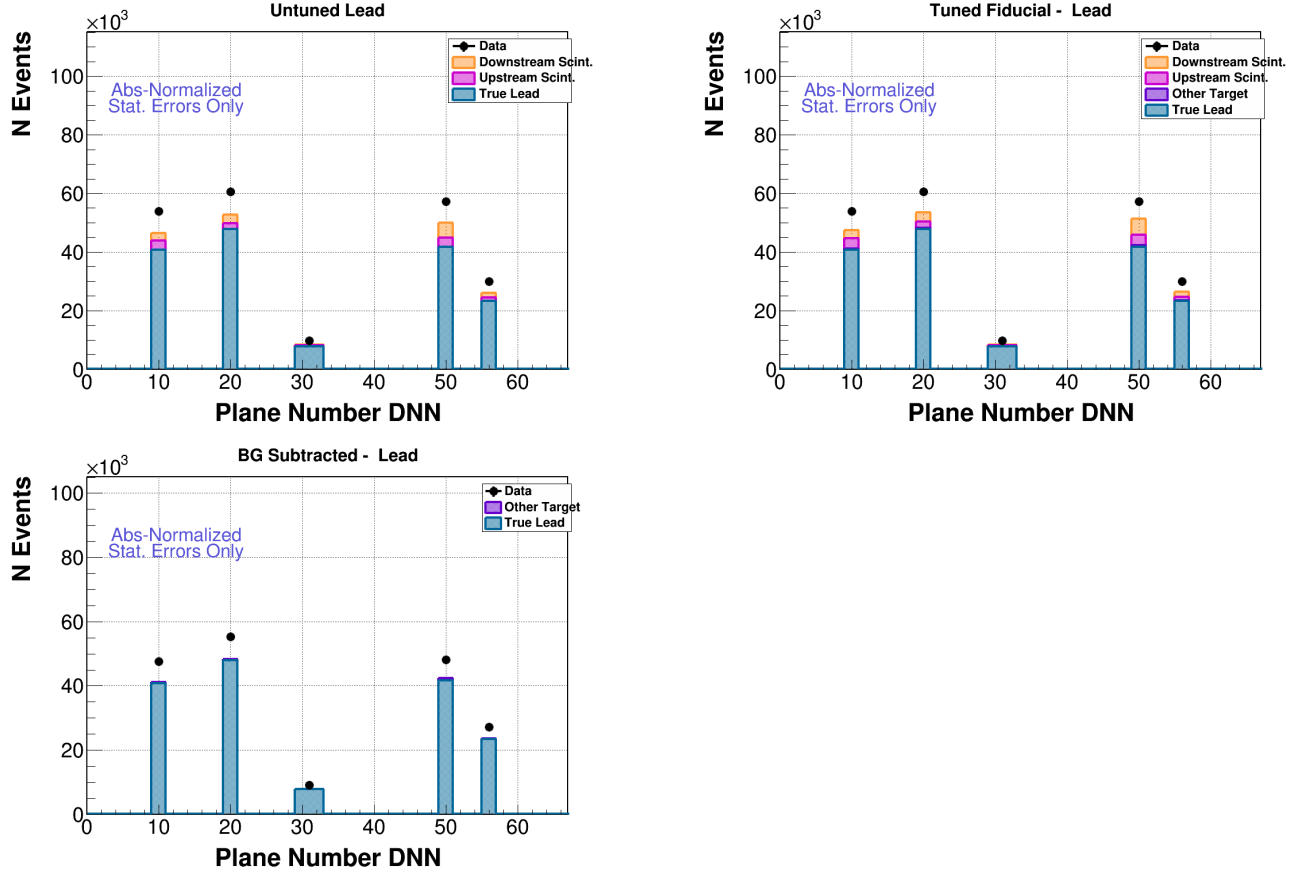 Untuned Lead
×10³
N Events
100
80
60
40
20
0
Abs-Normalized
Stat. Errors Only
Data
Downstream Scint.
Upstream Scint.
True Lead
0 10 20 30 40 50 60
Plane Number DNN
Tuned Fiducial - Lead
×10³
N Events
100
80
60
40
20
0
Abs-Normalized
Stat. Errors Only
Data
Downstream Scint.
Upstream Scint.
Other Target
True Lead
0 10 20 30 40 50 60
Plane Number DNN
BG Subtracted - Lead
×10³
N Events
100
80
60
40
20
0
Abs-Normalized
Stat. Errors Only
Data
Other Target
True Lead
0 10 20 30 40 50 60
Plane Number DNN